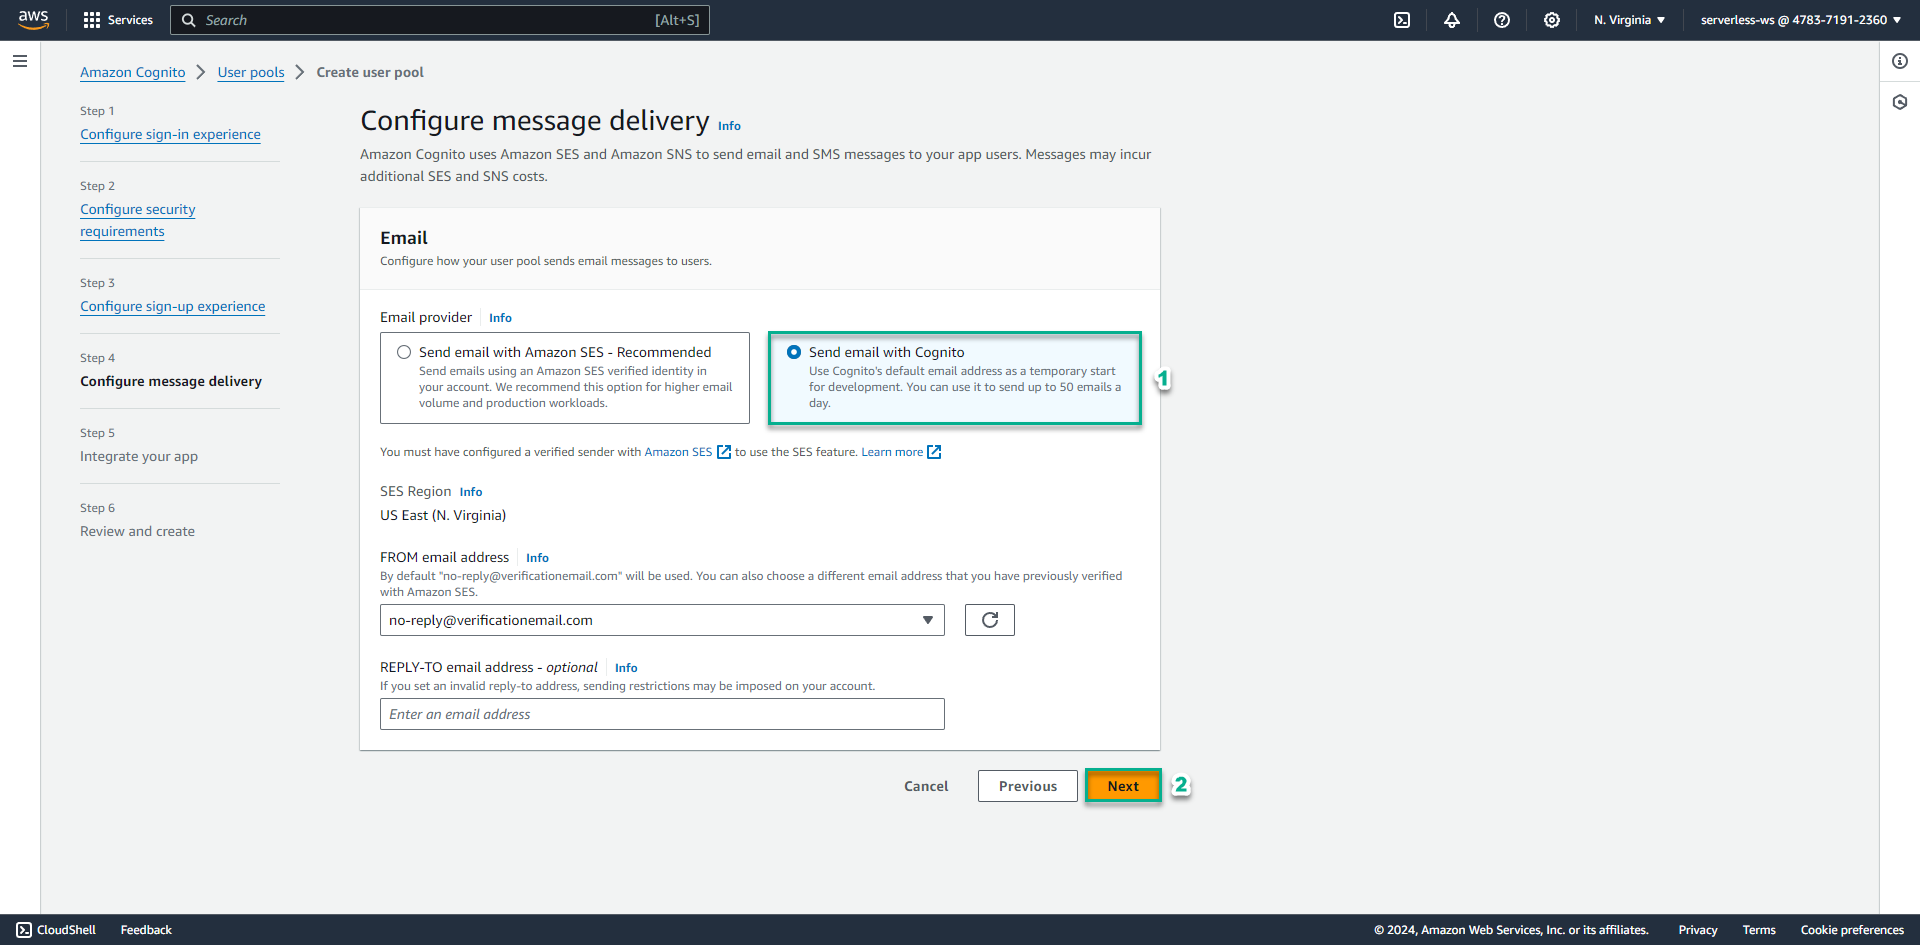 aws
Services
Search
[Alt+S]
N. Virginia ▼
serverless-ws @ 4783-7191-2360 ▼
Amazon Cognito > User pools > Create user pool
Step 1
Configure sign-in experience
Step 2
Configure security
requirements
Step 3
Configure sign-up experience
Step 4
Configure message delivery
Step 5
Integrate your app
Step 6
Review and create
Configure message delivery Info
Amazon Cognito uses Amazon SES and Amazon SNS to send email and SMS messages to your app users. Messages may incur
additional SES and SNS costs.
Email
Configure how your user pool sends email messages to users.
Email provider Info
Send email with Amazon SES - Recommended
Send emails using an Amazon SES verified identity in
your account. We recommend this option for higher email
volume and production workloads.
Send email with Cognito
Use Cognito's default email address as a temporary start
for development. You can use it to send up to 50 emails a
day.
1
You must have configured a verified sender with Amazon SES to use the SES feature. Learn more
SES Region Info
US East (N. Virginia)
FROM email address Info
By default "no-reply@verificationemail.com" will be used. You can also choose a different email address that you have previously verified
with Amazon SES.
no-reply@verificationemail.com
REPLY-TO email address - optional Info
If you set an invalid reply-to address, sending restrictions may be imposed on your account.
Enter an email address
Cancel
Previous
Next
2
CloudShell
Feedback
© 2024, Amazon Web Services, Inc. or its affiliates.
Privacy
Terms
Cookie preferences